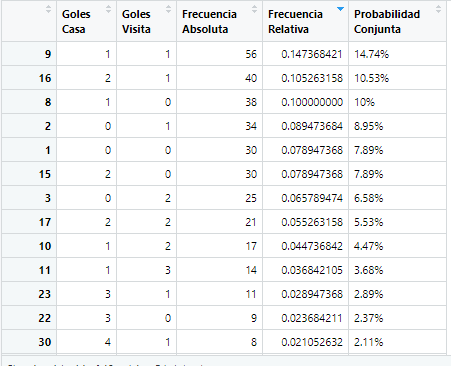 Goles Casa Goles Visita Frecuencia Absoluta Frecuencia Relativa Probabilidad Conjunta
9 1 1 56 0.147368421 14.74%
16 2 1 40 0.105263158 10.53%
8 1 0 38 0.100000000 10%
2 0 1 34 0.089473684 8.95%
1 0 0 30 0.078947368 7.89%
15 2 0 30 0.078947368 7.89%
3 0 2 25 0.065789474 6.58%
17 2 2 21 0.055263158 5.53%
10 1 2 17 0.044736842 4.47%
11 1 3 14 0.036842105 3.68%
23 3 1 11 0.028947368 2.89%
22 3 0 9 0.023684211 2.37%
30 4 1 8 0.021052632 2.11%